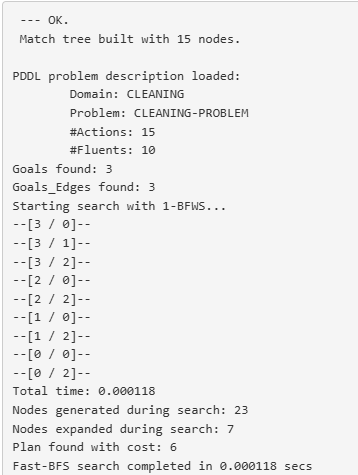 --- OK.
Match tree built with 15 nodes.
PDDL problem description loaded:
Domain: CLEANING
Problem: CLEANING-PROBLEM
#Actions: 15
#Fluents: 10
Goals found: 3
Goals_Edges found: 3
Starting search with 1-BFWS...
--[3 / 0]--
--[3 / 1]--
--[3 / 2]--
--[2 / 0]--
--[2 / 2]--
--[1 / 0]--
--[1 / 2]--
--[0 / 0]--
--[0 / 2]--
Total time: 0.000118
Nodes generated during search: 23
Nodes expanded during search: 7
Plan found with cost: 6
Fast-BFS search completed in 0.000118 secs